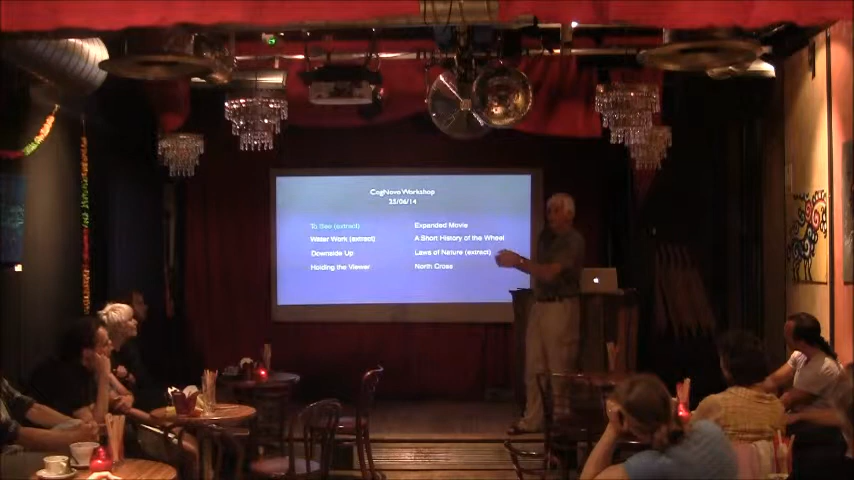 CogNovo Workshop
25/06/14
To See (extract)
Water Work (extract)
Downside Up
Holding the Viewer
Expanded Movie
A Short History of the Wheel
Laws of Nature (extract)
North Cross